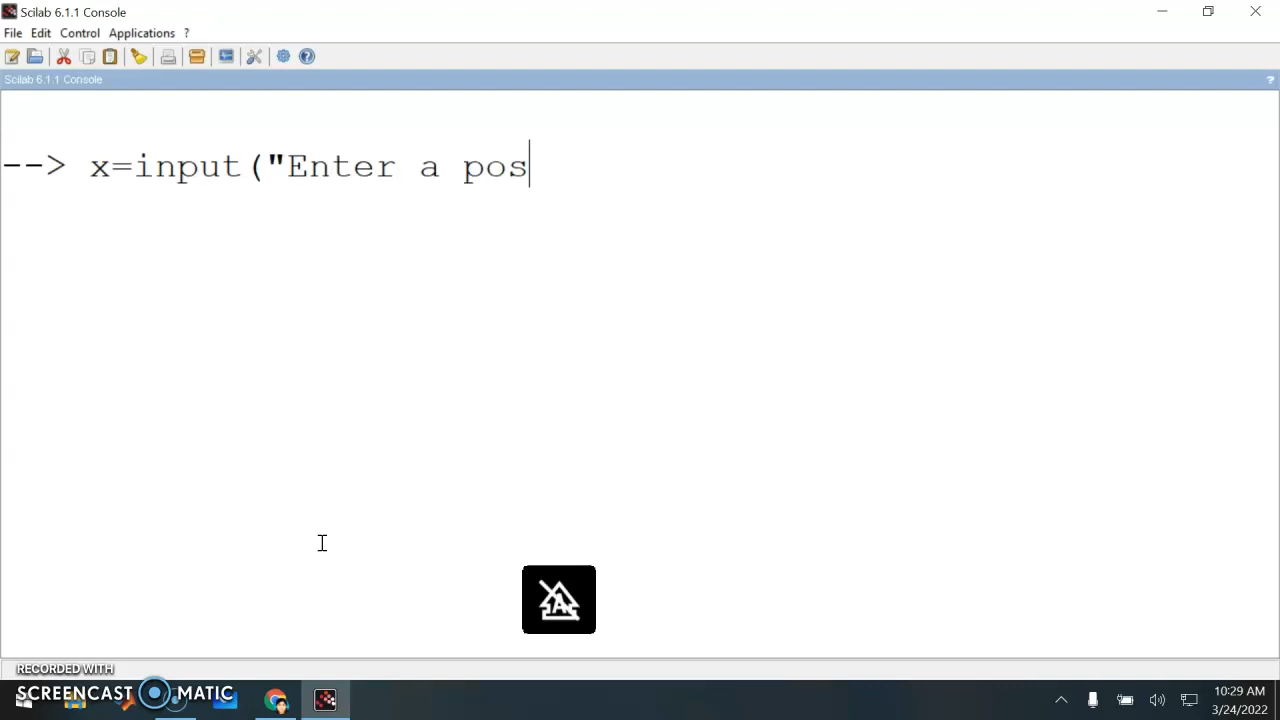 Scilab 6.1.1 Console
File Edit Control Applications ?
Scilab 6.1.1 Console ?
--> x=input("Enter a pos
A
RECORDED WITH
SCREENCAST MATIC
10:29 AM
3/24/2022